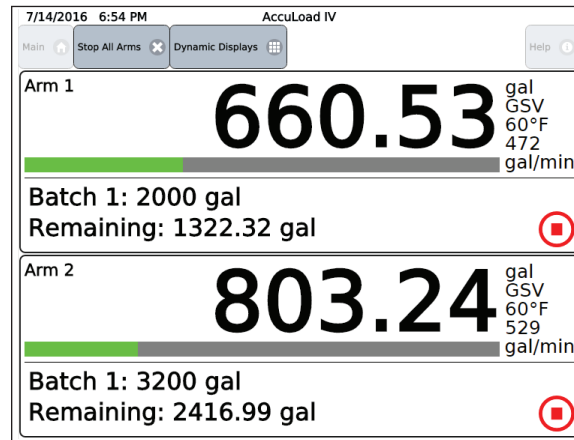 7/14/2016 6:54 PM AccuLoad IV
Main Stop All Arms Dynamic Displays Help
Arm 1
660.53
gal
GSV
60°F
472
gal/min
Batch 1: 2000 gal
Remaining: 1322.32 gal
Arm 2
803.24
gal
GSV
60°F
529
gal/min
Batch 1: 3200 gal
Remaining: 2416.99 gal